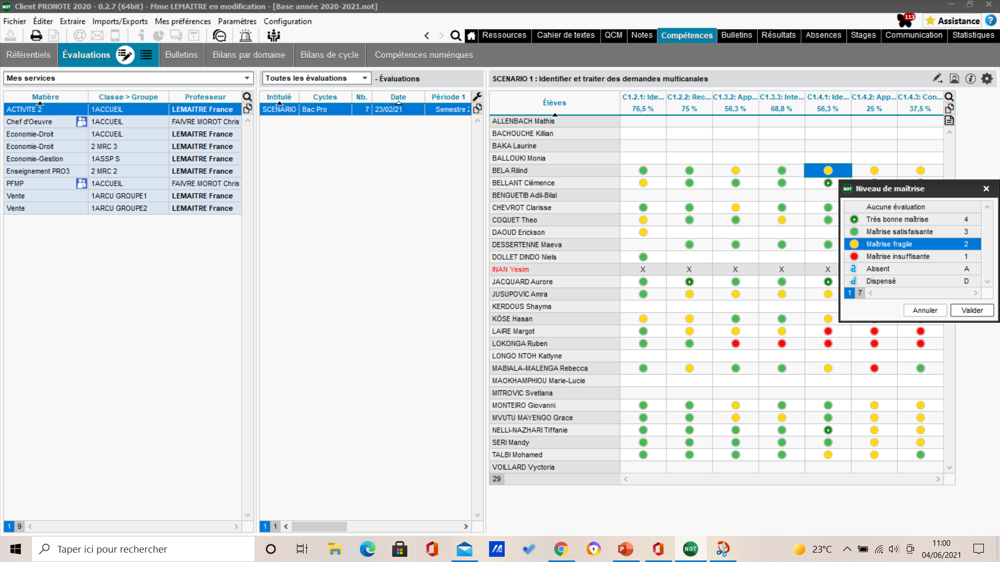 Client PRONOTE 2020 - 0.2.7 (64bit) - Mme LEMAITRE en modification - [Base année 2020-2021.not]
Fichier Éditer Extraire Imports/Exports Mes préférences Paramètres Configuration
113 Assistance ?
Ressources Cahier de textes QCM Notes Compétences Bulletins Résultats Absences Stages Communication Statistiques
Référentiels Évaluations Bulletins Bilans par domaine Bilans de cycle Compétences numériques
Mes services
Matière Classe > Groupe Professeur
ACTIVITE 2 1ACCUEIL LEMAITRE France
Chef d'Oeuvre 1ACCUEIL FAIVRE MOROT Chris
Economie-Droit 1ACCUEIL LEMAITRE France
Economie-Droit 2 MRC 3 LEMAITRE France
Economie-Gestion 1ASSP S LEMAITRE France
Enseignement PRO3 2 MRC 2 LEMAITRE France
PFMP 1ACCUEIL FAIVRE MOROT Chris
Vente 1ARCU GROUPE1 LEMAITRE France
Vente 1ARCU GROUPE2 LEMAITRE France
1 9
Toutes les évaluations - Évaluations
Intitulé Cycles Nb. Date Période 1
SCENARIO Bac Pro 7 23/02/21 Semestre 2
1 1
SCENARIO 1 : Identifier et traiter des demandes multicanales
Élèves C1.2.1: Ide... C1.2.2: Rec... C1.3.2: App... C1.3.3: Inte... C1.4.1: Ide... C1.4.2: App... C1.4.3: Con...
76,5 % 75 % 56,3 % 68,8 % 56,3 % 25 % 37,5 %
ALLENBACH Mathis
BACHOUCHE Killian
BAKA Laurine
BALLOUKI Monia
BELA Rilind
BELLANT Clémence
BENGUETIB Adil-Bilal
CHEVROT Clarisse
COQUET Theo
DAOUD Erickson
DESSERTENNE Maeva
DOLLET DINDO Niels
INAN Yesim X X X X X
JACQUARD Aurore
JUSUPOVIC Amra
KERDOUS Shayma
KÖSE Hasan
LAIRE Margot
LOKONGA Ruben
LONGO NTOH Katlyne
MABIALA-MALENGA Rebecca
MAOKHAMPHIOU Marie-Lucie
MITROVIC Svetlana
MONTEIRO Giovanni
MVUTU MAYENGO Grace
NELLI-NAZHARI Tiffanie
SERI Mandy
TALBI Mohamed
VOILLARD Vyctoria
29
NOT Niveau de maîtrise
Aucune évaluation
Très bonne maîtrise 4
Maîtrise satisfaisante 3
Maîtrise fragile 2
Maîtrise insuffisante 1
a Absent A
d Dispensé D
1 7
Annuler Valider
Taper ici pour rechercher
NOT
23°C
11:00
04/06/2021